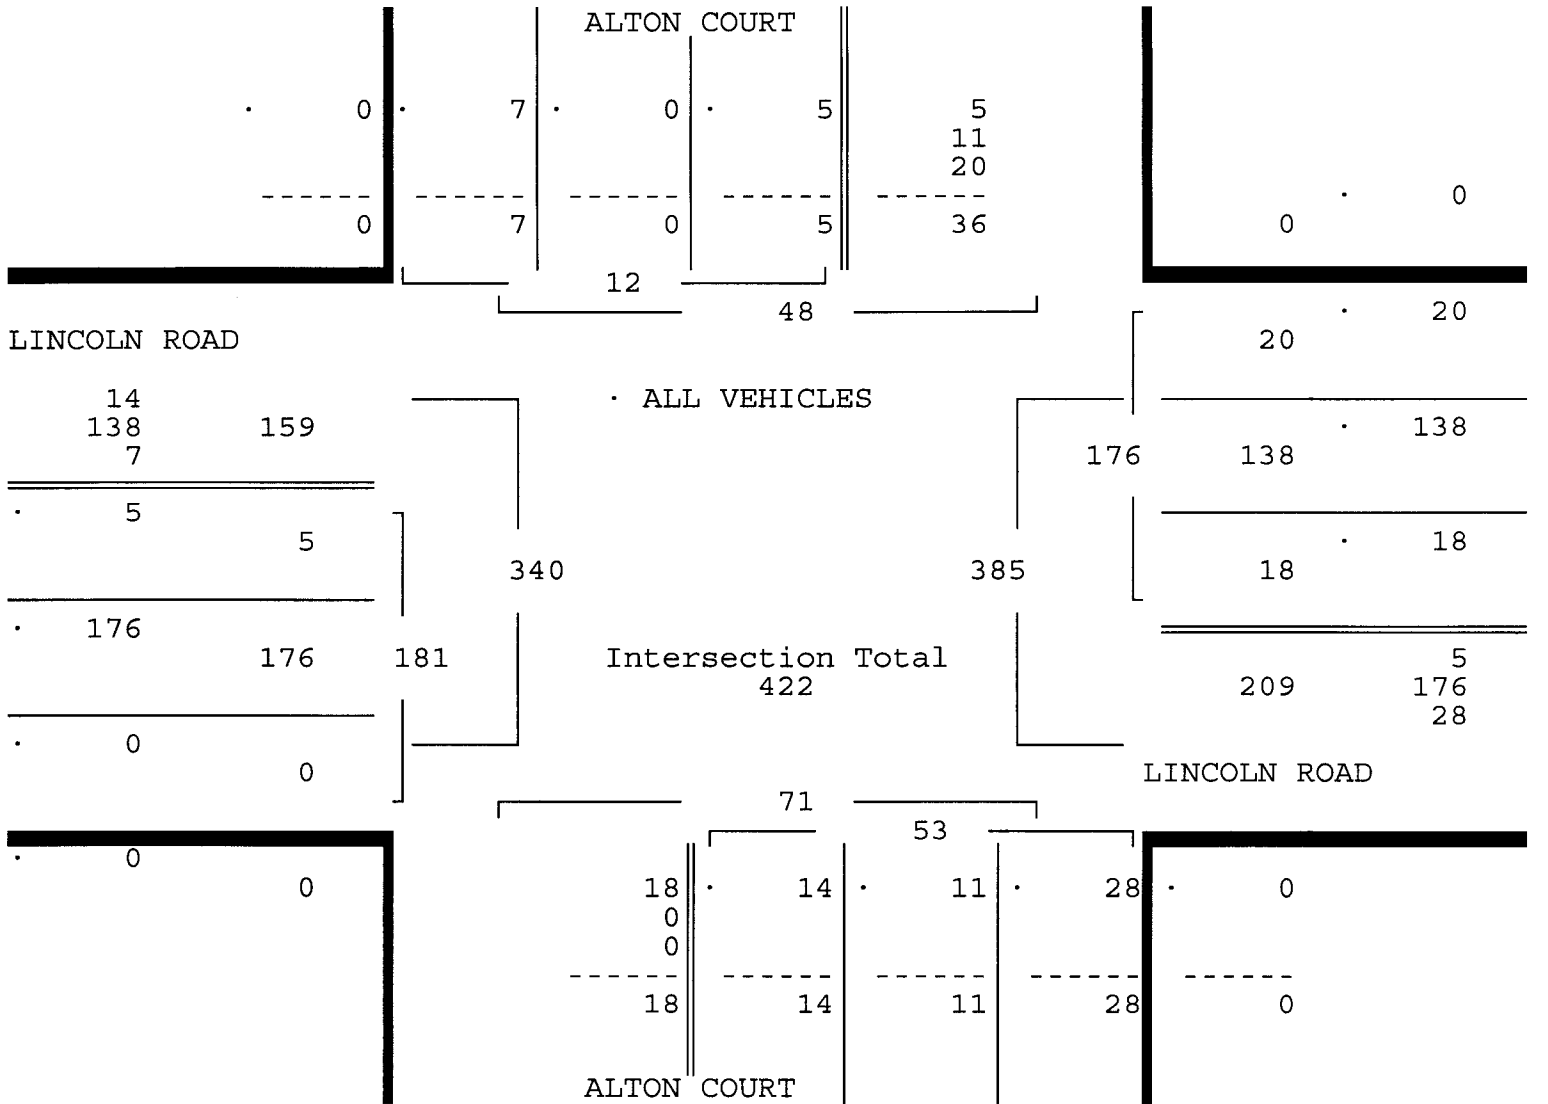 ALTON COURT
· 0 · 7 · 0 · 5 5
11
20
· 0
0 7 0 5 36 0
12
48 · 20
LINCOLN ROAD 20
14 · ALL VEHICLES
138 159 · 138
7 176 138
· 5
5 · 18
340 385 18
· 176
176 181 Intersection Total 5
422 209 176
28
· 0
0 LINCOLN ROAD
71
53
· 0
0 18 · 14 · 11 · 28 · 0
0
0
18 14 11 28 0
ALTON COURT